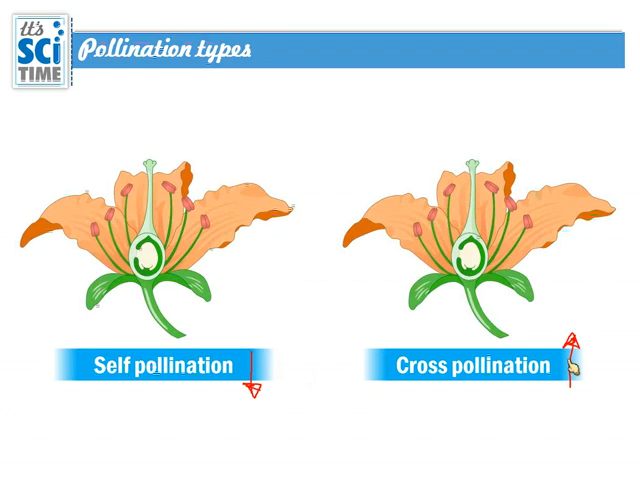 It's
SCi
TIME
Pollination types
Self pollination
Cross pollination